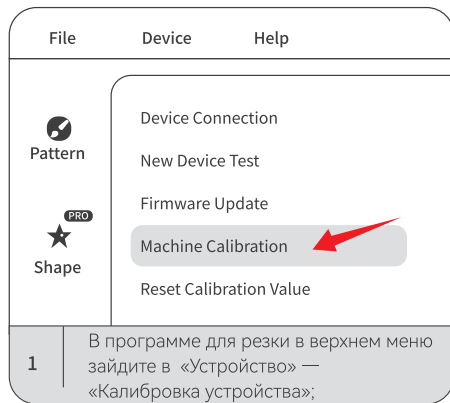 File Device Help
Pattern
PRO
Shape
Device Connection
New Device Test
Firmware Update
Machine Calibration
Reset Calibration Value
1
В программе для резки в верхнем меню
зайдите в «Устройство» —
«Калибровка устройства»;